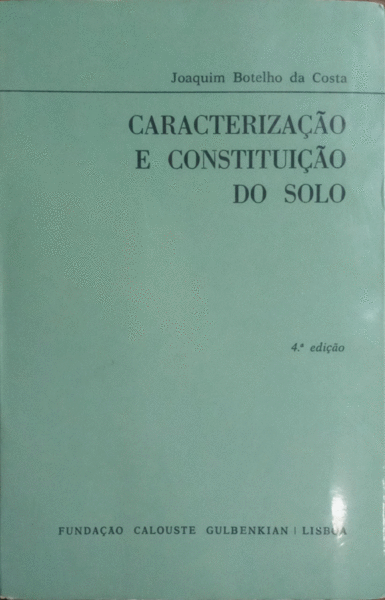 Joaquim Botelho da Costa
CARACTERIZAÇÃO
E CONSTITUIÇÃO
DO SOLO
4.ª edição
FUNDAÇÃO CALOUSTE GULBENKIAN | LISBOA